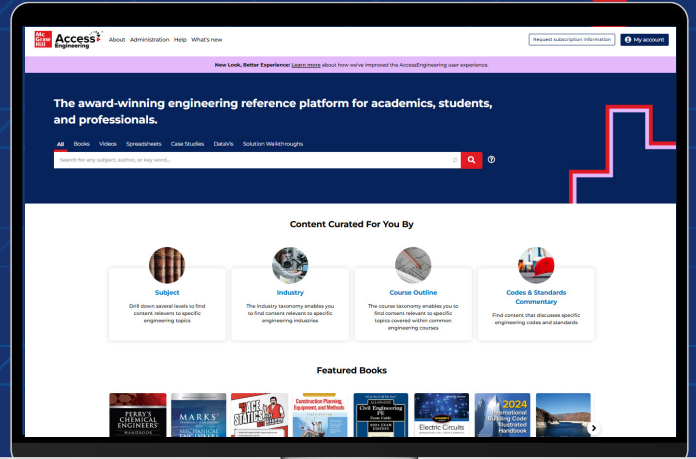 Mc
Graw
Hill
Access
Engineering
About Administration Help What's new
Request subscription information
My account
New Look, Better Experience: Learn more about how we've improved the AccessEngineering user experience.
The award-winning engineering reference platform for academics, students,
and professionals.
All Books Videos Spreadsheets Case Studies DataVis Solution Walkthroughs
Search for any subject, author, or key word...
Content Curated For You By
Subject
Drill down several levels to find
content relevant to specific
engineering topics
Industry
The industry taxonomy enables you
to find content relevant to specific
engineering industries
Course Outline
The course taxonomy enables you to
find content relevant to specific
topics covered within common
engineering courses
Codes & Standards
Commentary
Find content that discusses specific
engineering codes and standards
Featured Books
PERRY'S
CHEMICAL
ENGINEERS'
HANDBOOK
MARKS'
MECHANICAL
ENGINEERS
ACE
STATICS
Construction Planning,
Equipment, and Methods
Civil Engineering
PE
Electric Circuits
2024
International
Building Code
Illustrated
Handbook